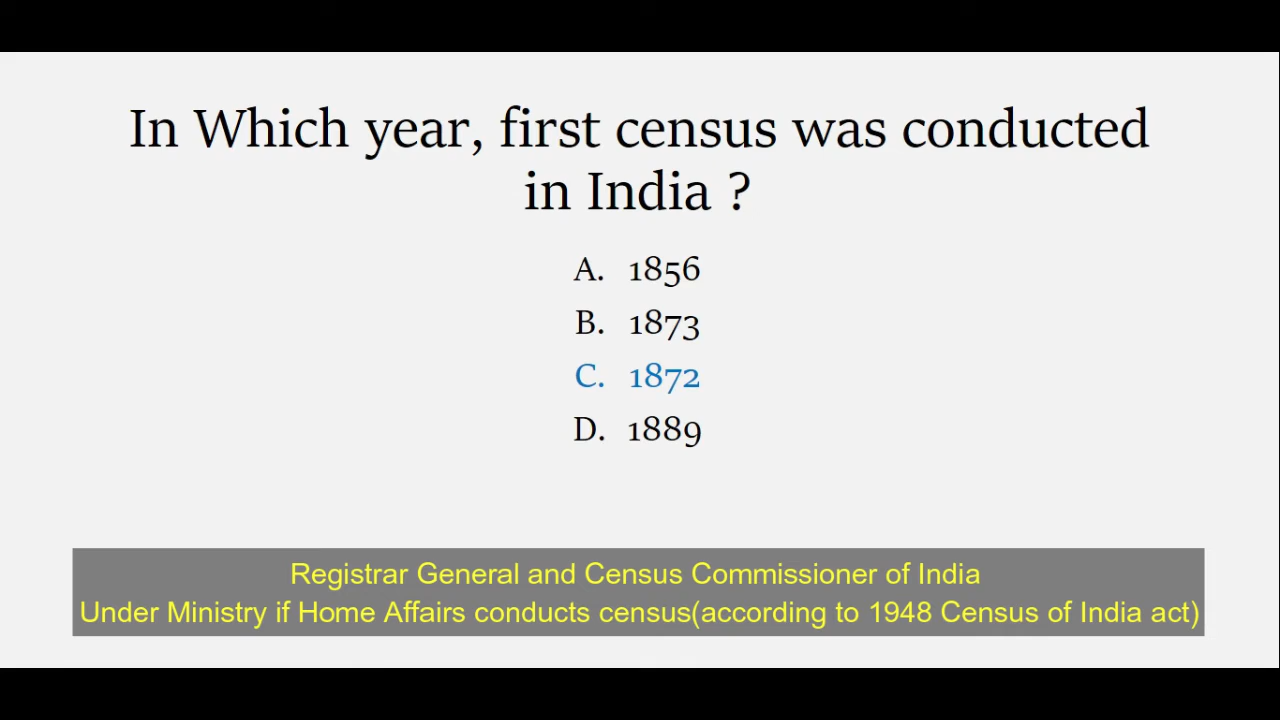 In Which year, first census was conducted
in India ?
A. 1856
B. 1873
C. 1872
D. 1889
Registrar General and Census Commissioner of India
Under Ministry if Home Affairs conducts census(according to 1948 Census of India act)